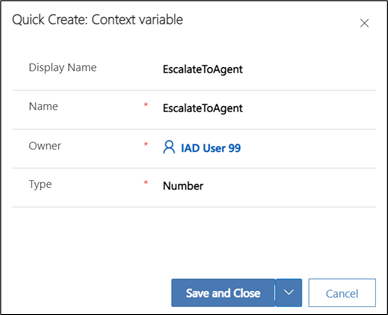 Quick Create: Context variable
Display Name EscalateToAgent
Name * EscalateToAgent
Owner * IAD User 99
Type * Number
Save and Close Cancel